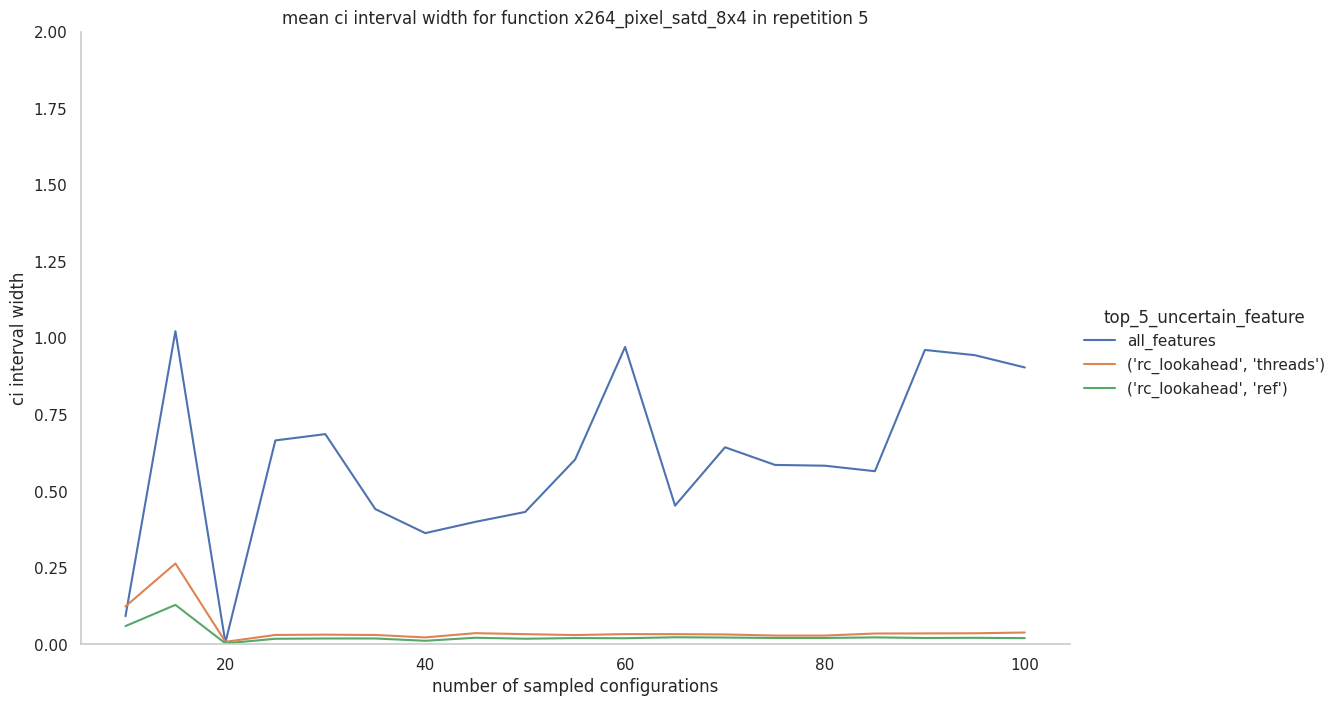 mean ci interval width for function x264_pixel_satd_8x4 in repetition 5
2.00
1.75
1.50
1.25
1.00
0.75
0.50
0.25
0.00
ci interval width
20
40
60
80
100
number of sampled configurations
top_5_uncertain_feature
all_features
('rc_lookahead', 'threads')
('rc_lookahead', 'ref')